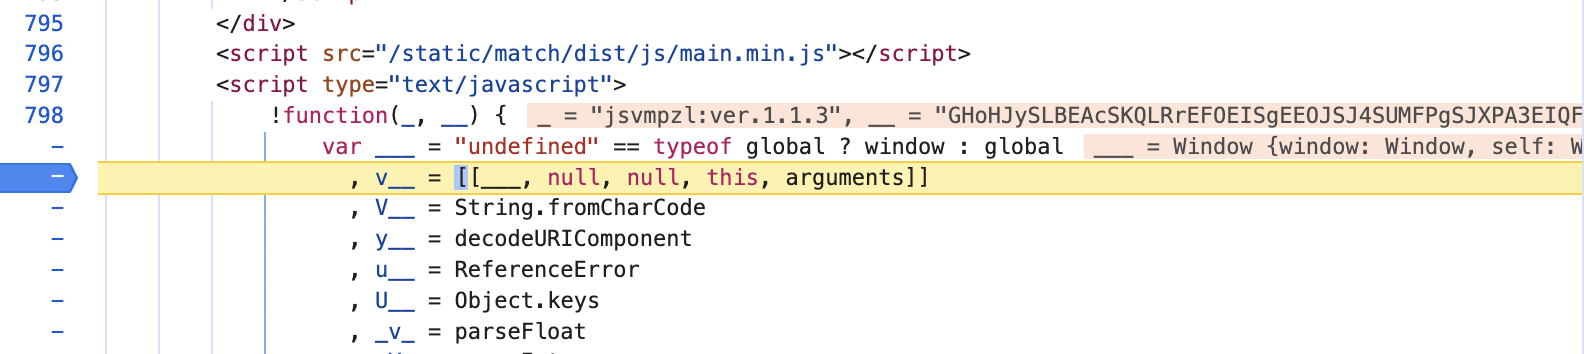 795 </div>
796 <script src="/static/match/dist/js/main.min.js"></script>
797 <script type="text/javascript">
798 !function(_, __) { _ = "jsvmpzl:ver.1.1.3", __ = "GHoHJySLBEAcSKQLRrEFOEISgEEOJSJ4SUMFPgSJXPA3EIQF
– var ___ = "undefined" == typeof global ? window : global ___ = Window {window: Window, self: W
– , v__ = [[___, null, null, this, arguments]]
– , V__ = String.fromCharCode
– , y__ = decodeURIComponent
– , u__ = ReferenceError
– , U__ = Object.keys
– , _v_ = parseFloat